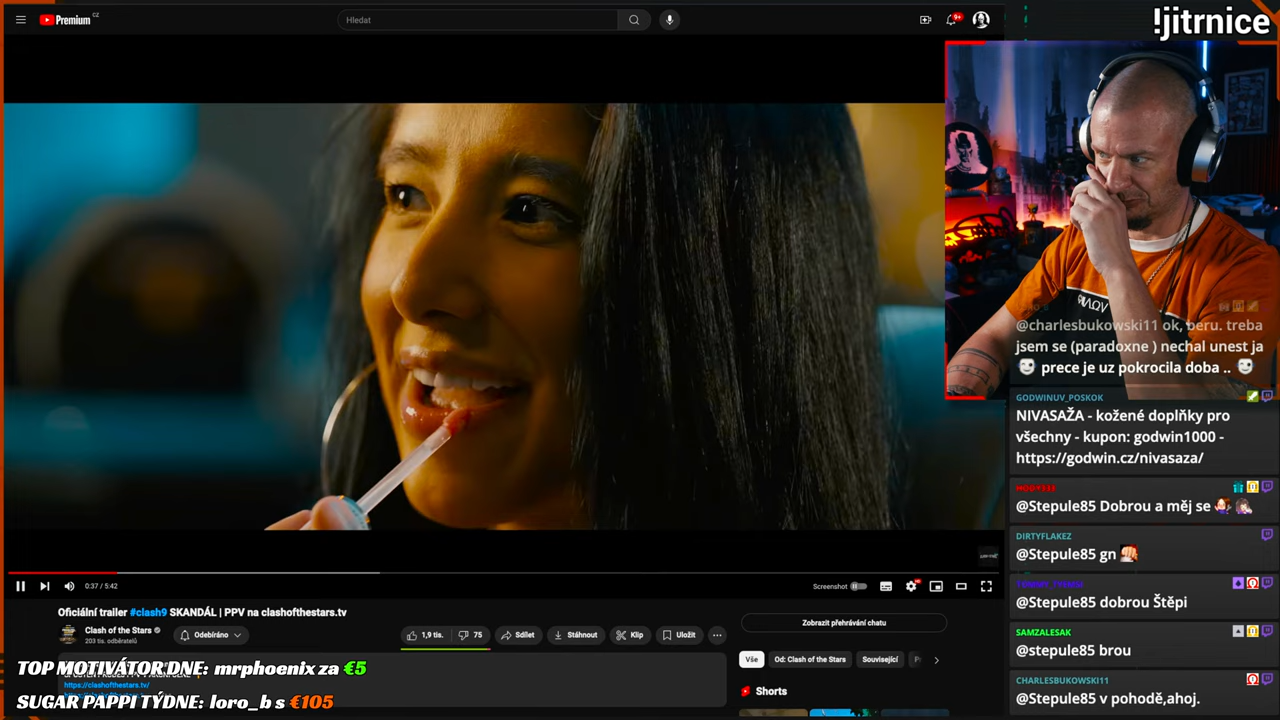 Premium CZ
Hledat
9+
!jitrnice
@charlesbukowski11 ok, beru. treba
jsem se (paradoxne ) nechal unest ja
prece je uz pokrocila doba ..
GODWINUV_POSKOK
NIVASAŽA - kožené doplňky pro
všechny - kupon: godwin1000 -
https://godwin.cz/nivasaza/
@Stepule85 Dobrou a měj se
DIRTYFLAKEZ
@Stepule85 gn
@Stepule85 dobrou Štěpi
SAMZALESAK
@stepule85 brou
CHARLESBUKOWSKI11
@Stepule85 v pohodě,ahoj.
0:37 / 5:42
Screenshot
Oficiální trailer #clash9 SKANDÁL | PPV na clashofthestars.tv
Clash of the Stars
203 tis. odběratelů
Odebíráno
1,9 tis.
75
Sdílet
Stáhnout
Klip
Uložit
Zobrazit přehrávání chatu
Vše
Od: Clash of the Stars
Související
Shorts
https://clashofthestars.tv/
TOP MOTIVÁTOR DNE: mrphoenix za €5
SUGAR PAPPI TÝDNE: loro_b s €105